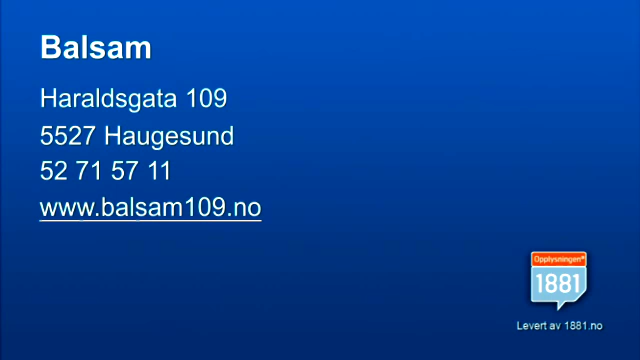 Balsam
Haraldsgata 109
5527 Haugesund
52 71 57 11
www.balsam109.no
Opplysningen®
1881
Levert av 1881.no